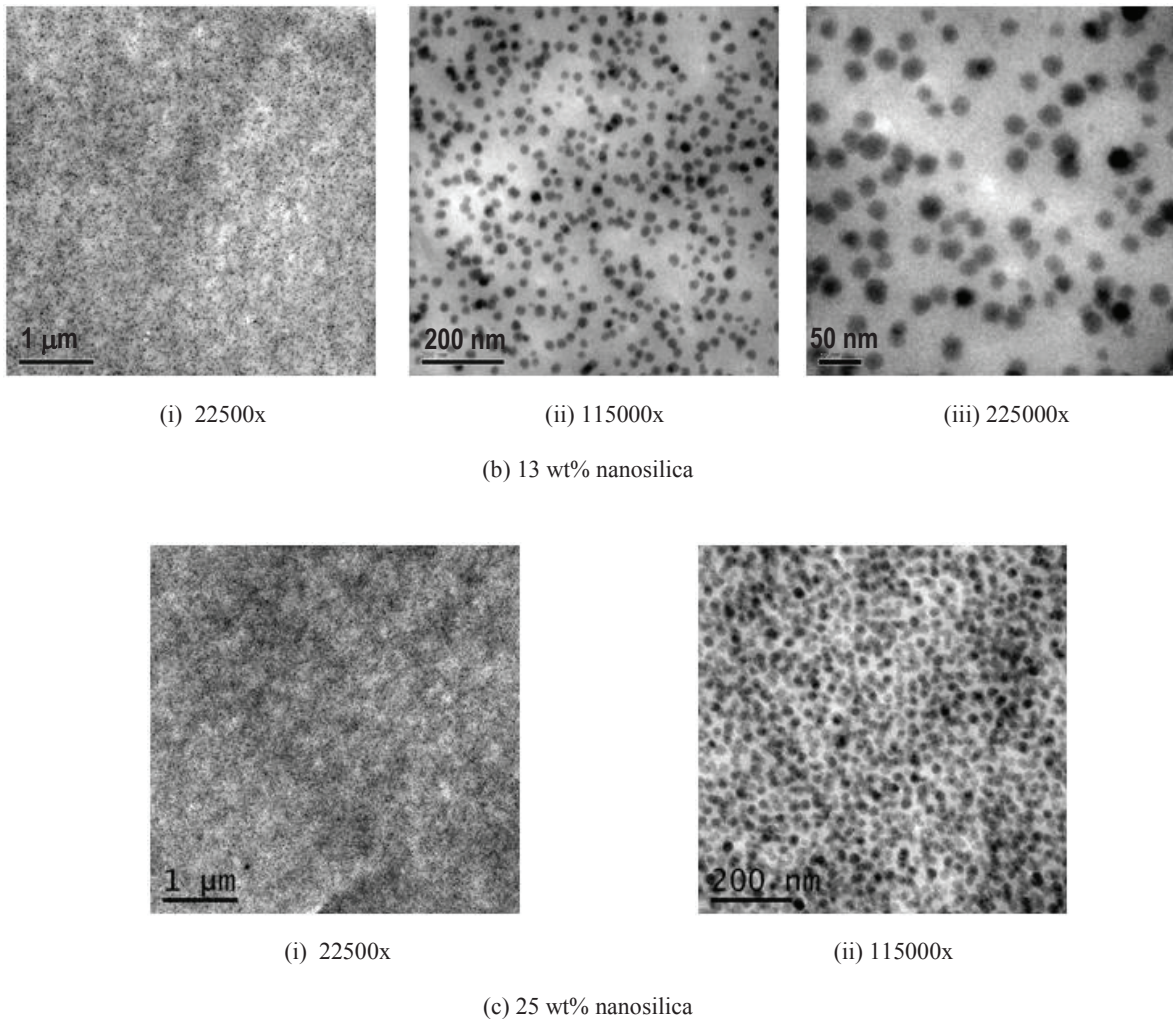 1 μm
200 nm
50 nm
(i) 22500x
(ii) 115000x
(iii) 225000x
(b) 13 wt% nanosilica
1 μm
200 nm
(i) 22500x
(ii) 115000x
(c) 25 wt% nanosilica